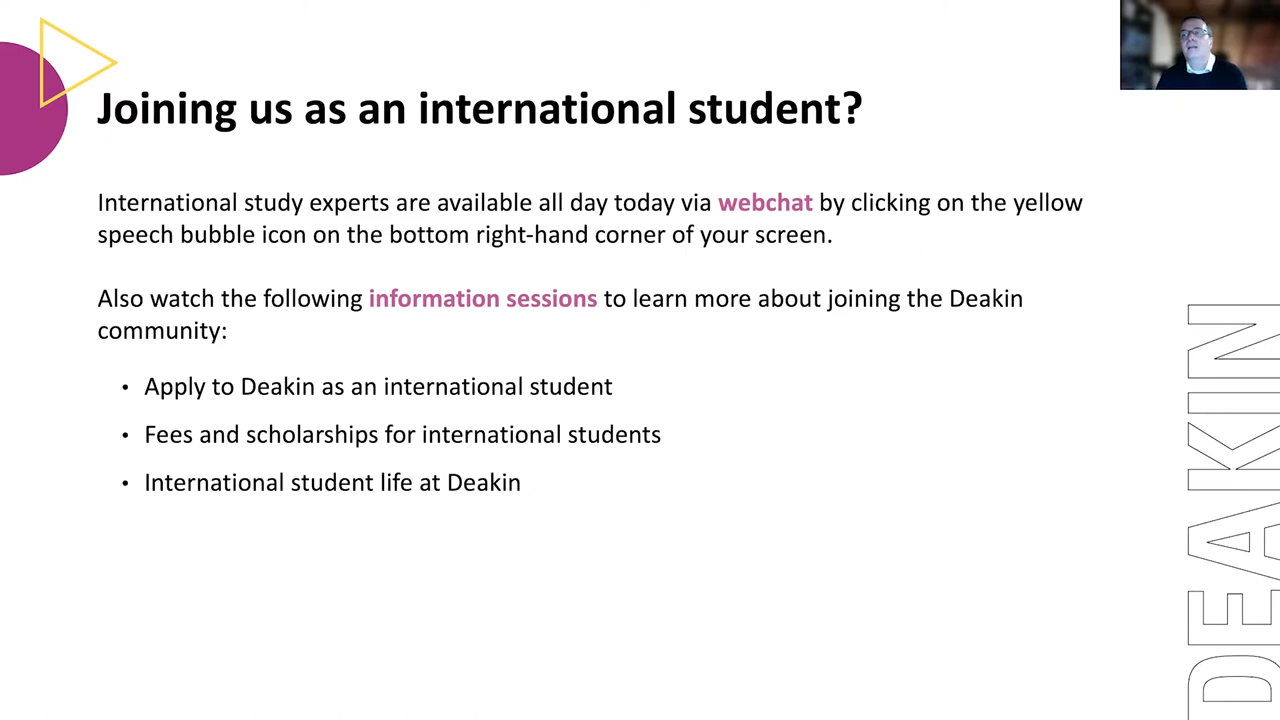 Joining us as an international student?
International study experts are available all day today via webchat by clicking on the yellow
speech bubble icon on the bottom right-hand corner of your screen.
Also watch the following information sessions to learn more about joining the Deakin
community:
• Apply to Deakin as an international student
• Fees and scholarships for international students
• International student life at Deakin
DEAKIN